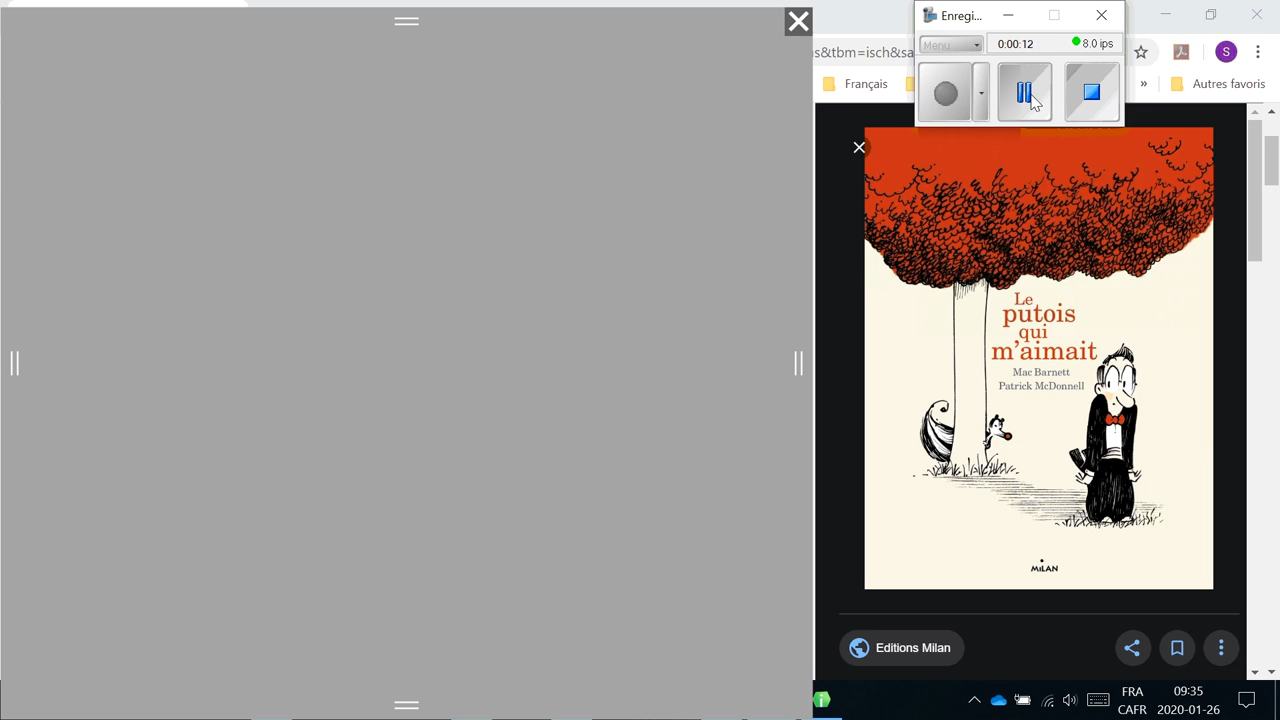 Enregi...
Menu
0:00:12
8.0 ips
s&tbm=isch&sa
S
Français
»
Autres favoris
Le
putois
qui
m'aimait
Mac Barnett
Patrick McDonnell
MiLAN
Editions Milan
FRA
CAFR
09:35
2020-01-26